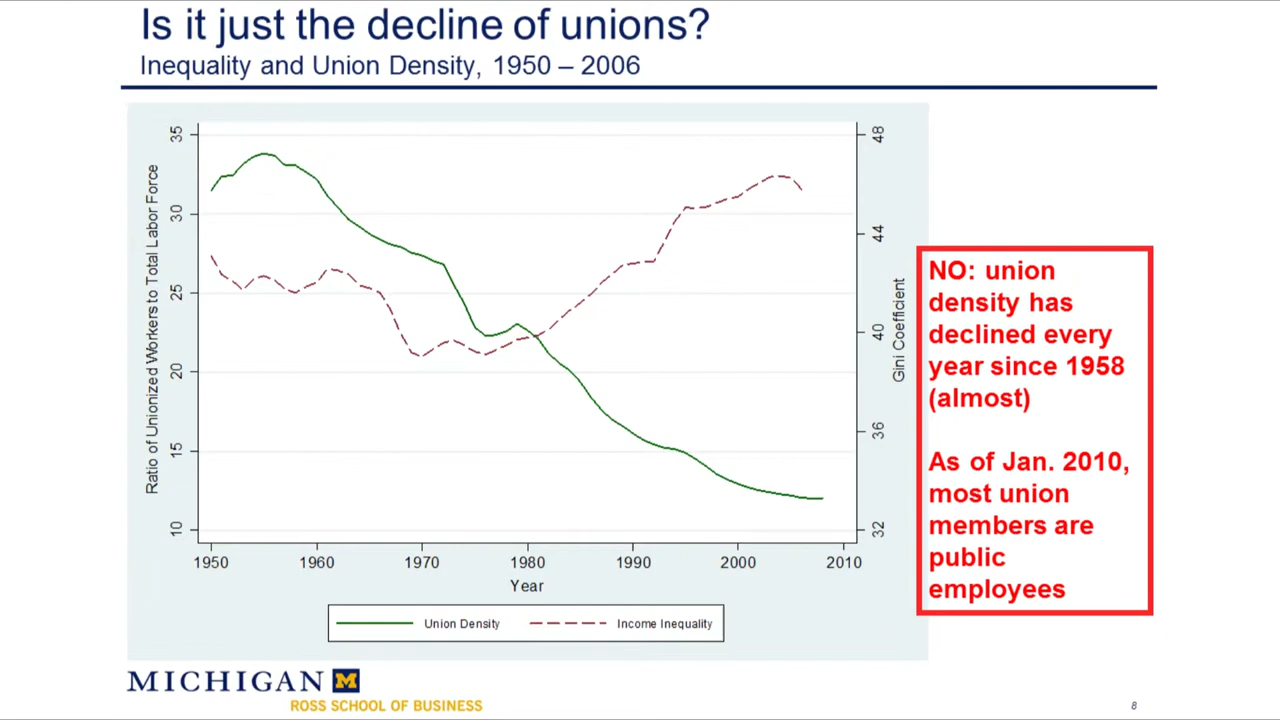 Is it just the decline of unions?
Inequality and Union Density, 1950 – 2006
Ratio of Unionized Workers to Total Labor Force
35
30
25
20
15
10
48
44
40
36
32
Gini Coefficient
1950 1960 1970 1980 1990 2000 2010
Year
Union Density Income Inequality
NO: union
density has
declined every
year since 1958
(almost)
As of Jan. 2010,
most union
members are
public
employees
MICHIGAN M
ROSS SCHOOL OF BUSINESS
8